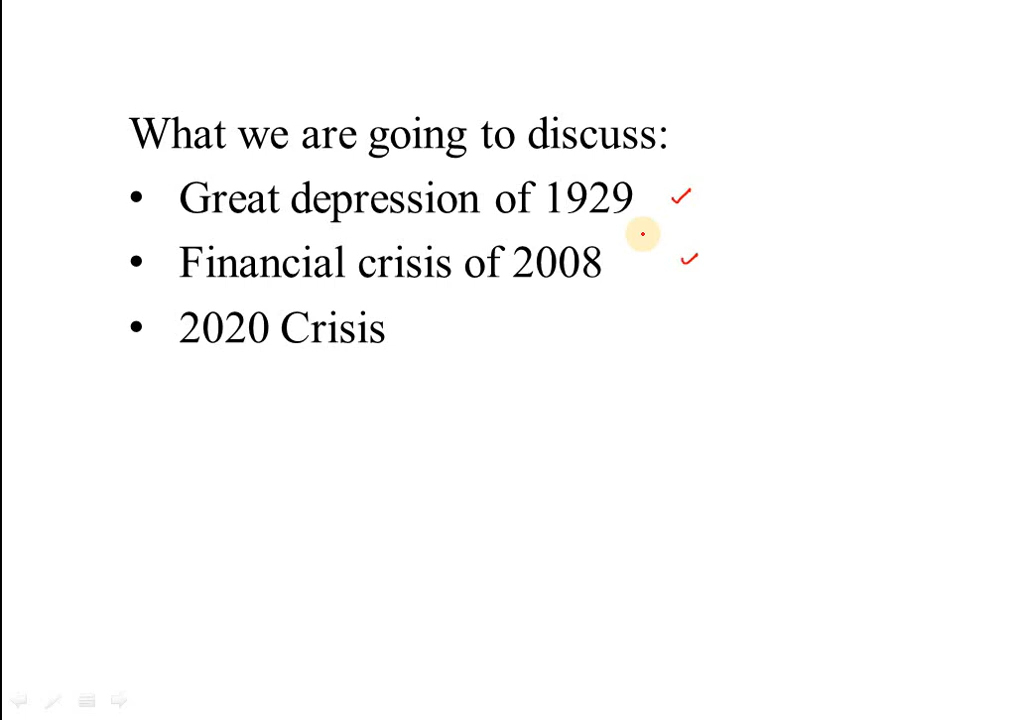 What we are going to discuss:
• Great depression of 1929
• Financial crisis of 2008
• 2020 Crisis